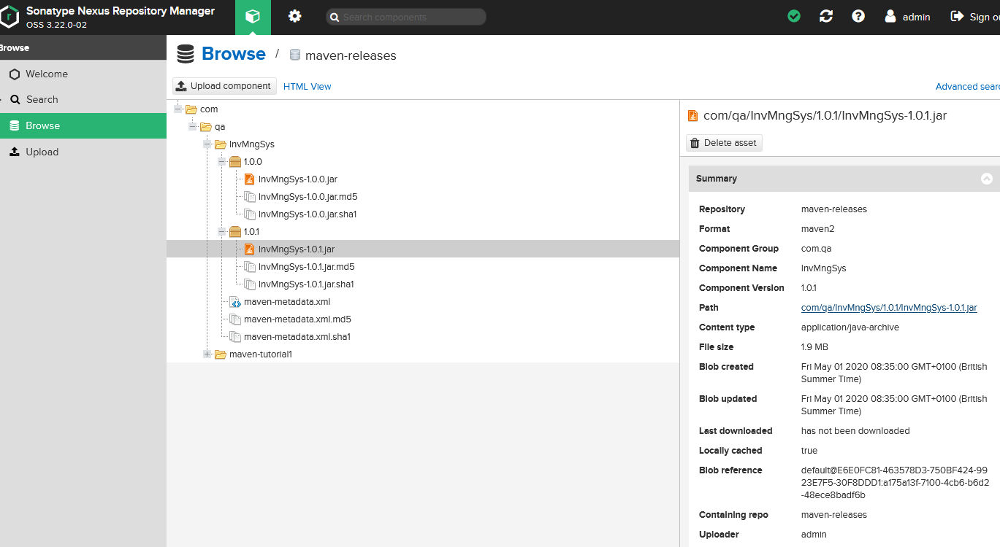 Sonatype Nexus Repository Manager
OSS 3.22.0-02
Search components
admin
Sign
Browse
Welcome
Search
Browse
Upload
Browse / maven-releases
Upload component
HTML View
Advanced
com
qa
InvMngSys
1.0.0
InvMngSys-1.0.0.jar
InvMngSys-1.0.0.jar.md5
InvMngSys-1.0.0.jar.sha1
1.0.1
InvMngSys-1.0.1.jar
InvMngSys-1.0.1.jar.md5
InvMngSys-1.0.1.jar.sha1
maven-metadata.xml
maven-metadata.xml.md5
maven-metadata.xml.sha1
maven-tutorial1
com/qa/InvMngSys/1.0.1/InvMngSys-1.0.1.jar
Delete asset
Summary
Repository maven-releases
Format maven2
Component Group com.qa
Component Name InvMngSys
Component Version 1.0.1
Path com/qa/InvMngSys/1.0.1/InvMngSys-1.0.1.jar
Content type application/java-archive
File size 1.9 MB
Blob created Fri May 01 2020 08:35:00 GMT+0100 (British
Summer Time)
Blob updated Fri May 01 2020 08:35:00 GMT+0100 (British
Summer Time)
Last downloaded has not been downloaded
Locally cached true
Blob reference default@E6E0FC81-463578D3-750BF424-99
23E7F5-30F8DDD1:a175a13f-7100-4cb6-b6d2
-48ece8badf6b
Containing repo maven-releases
Uploader admin